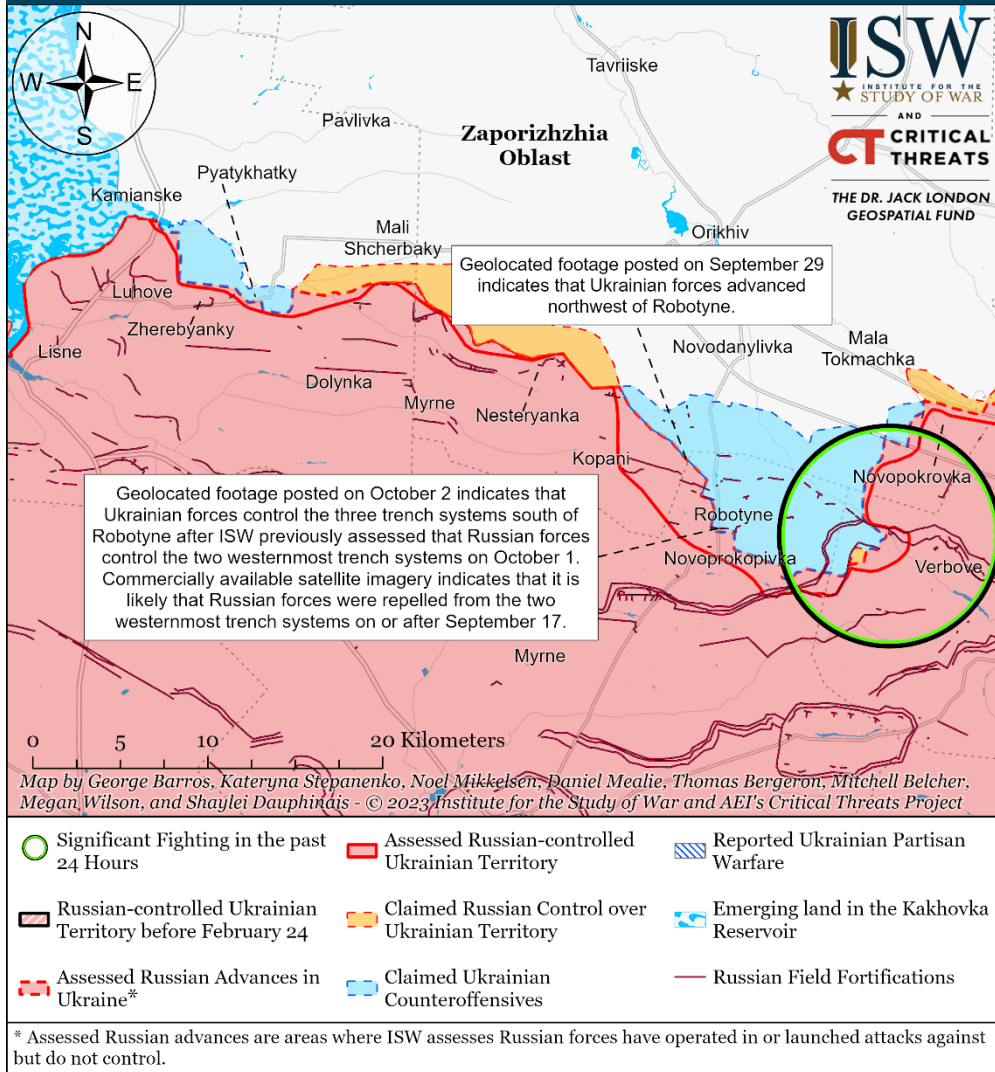 N
W E
S
ISW
INSTITUTE FOR THE
STUDY OF WAR
AND
CT CRITICAL
THREATS
THE DR. JACK LONDON
GEOSPATIAL FUND
Tavriiske
Pavlivka
Zaporizhzhia
Oblast
Pyatykhatky
Kamianske
Mali
Shcherbaky
Orikhiv
Geolocated footage posted on September 29
indicates that Ukrainian forces advanced
northwest of Robotyne.
Luhove
Zherebyanky
Lisne
Dolynka
Myrne
Nesteryanka
Novodanylivka
Mala
Tokmachka
Kopani
Novopokrovka
Geolocated footage posted on October 2 indicates that
Ukrainian forces control the three trench systems south of
Robotyne after ISW previously assessed that Russian forces
control the two westernmost trench systems on October 1.
Commercially available satellite imagery indicates that it is
likely that Russian forces were repelled from the two
westernmost trench systems on or after September 17.
Robotyne
Novoprokopivka
Verbove
Myrne
0 5 10 20 Kilometers
Map by George Barros, Kateryna Stepanenko, Noel Mikkelsen, Daniel Mealie, Thomas Bergeron, Mitchell Belcher,
Megan Wilson, and Shaylei Dauphinais - © 2023 Institute for the Study of War and AEI's Critical Threats Project
Significant Fighting in the past
24 Hours
Russian-controlled Ukrainian
Territory before February 24
Assessed Russian Advances in
Ukraine*
Assessed Russian-controlled
Ukrainian Territory
Claimed Russian Control over
Ukrainian Territory
Claimed Ukrainian
Counteroffensives
Reported Ukrainian Partisan
Warfare
Emerging land in the Kakhovka
Reservoir
Russian Field Fortifications
* Assessed Russian advances are areas where ISW assesses Russian forces have operated in or launched attacks against
but do not control.